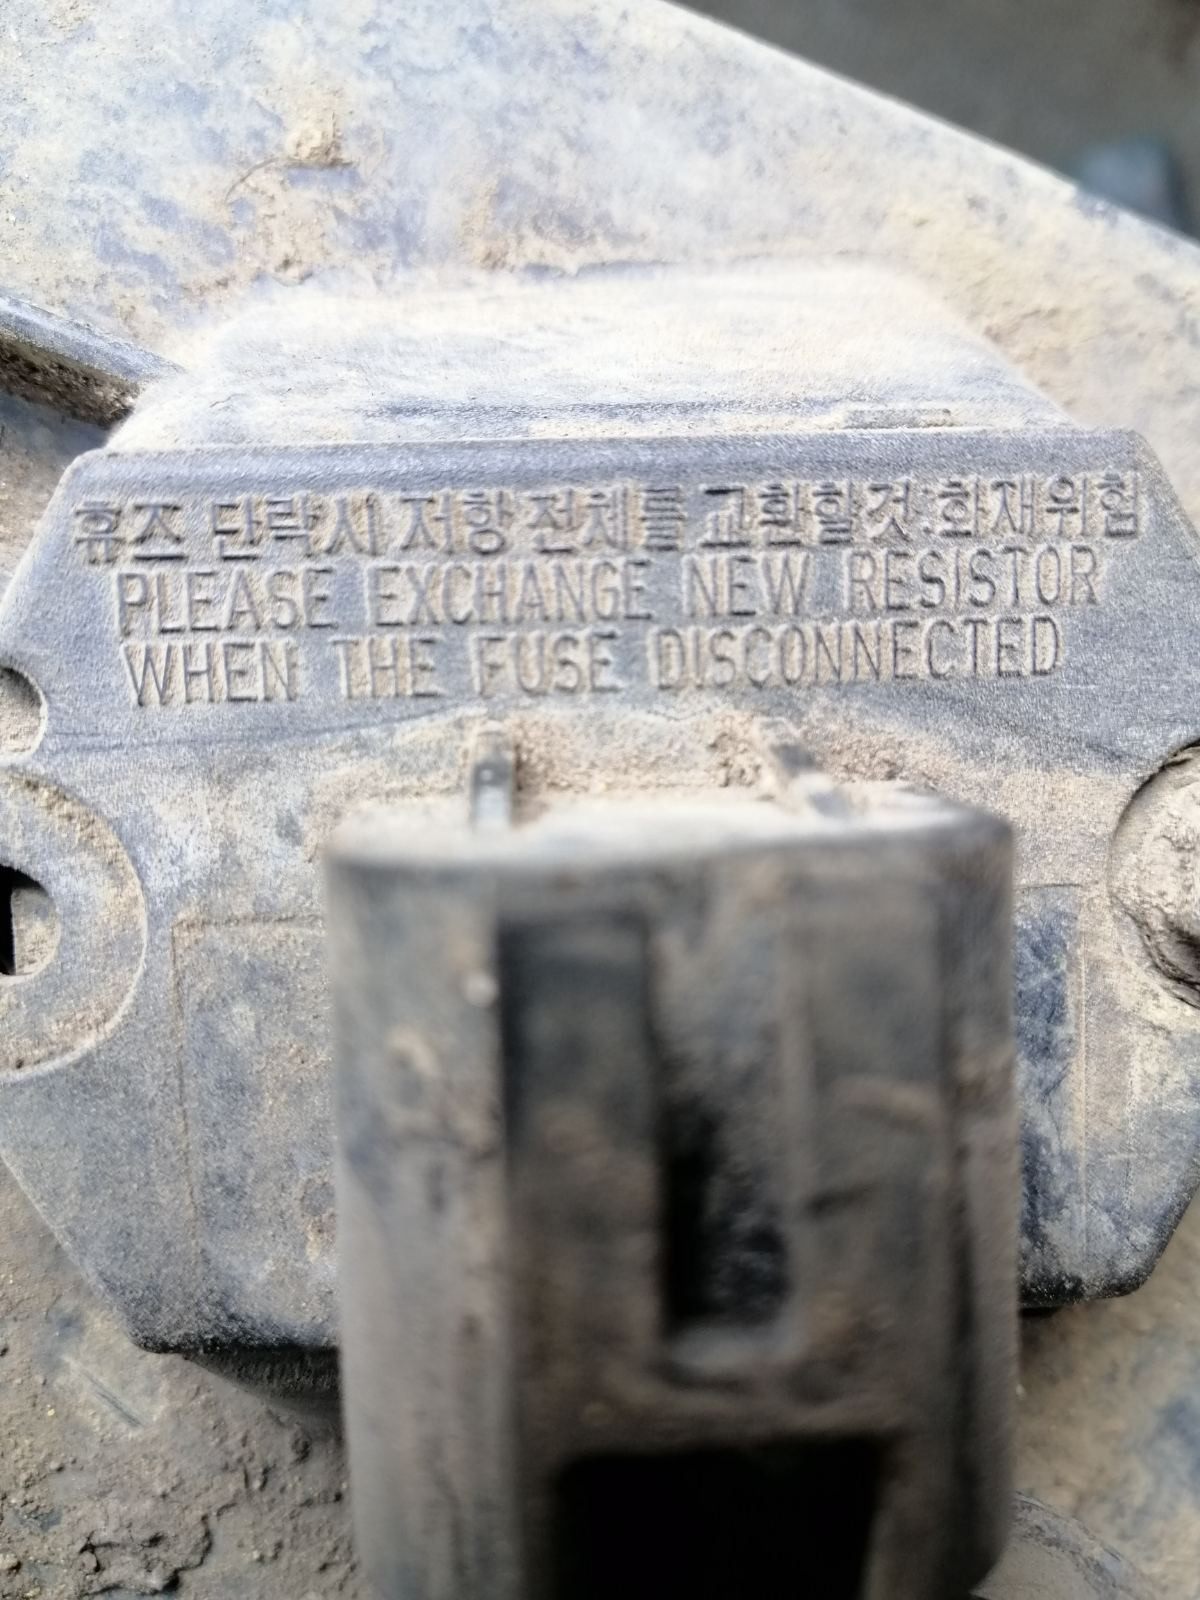 휴즈 단락시 저항 전체를 교환할것:화재위험
PLEASE EXCHANGE NEW RESISTOR
WHEN THE FUSE DISCONNECTED